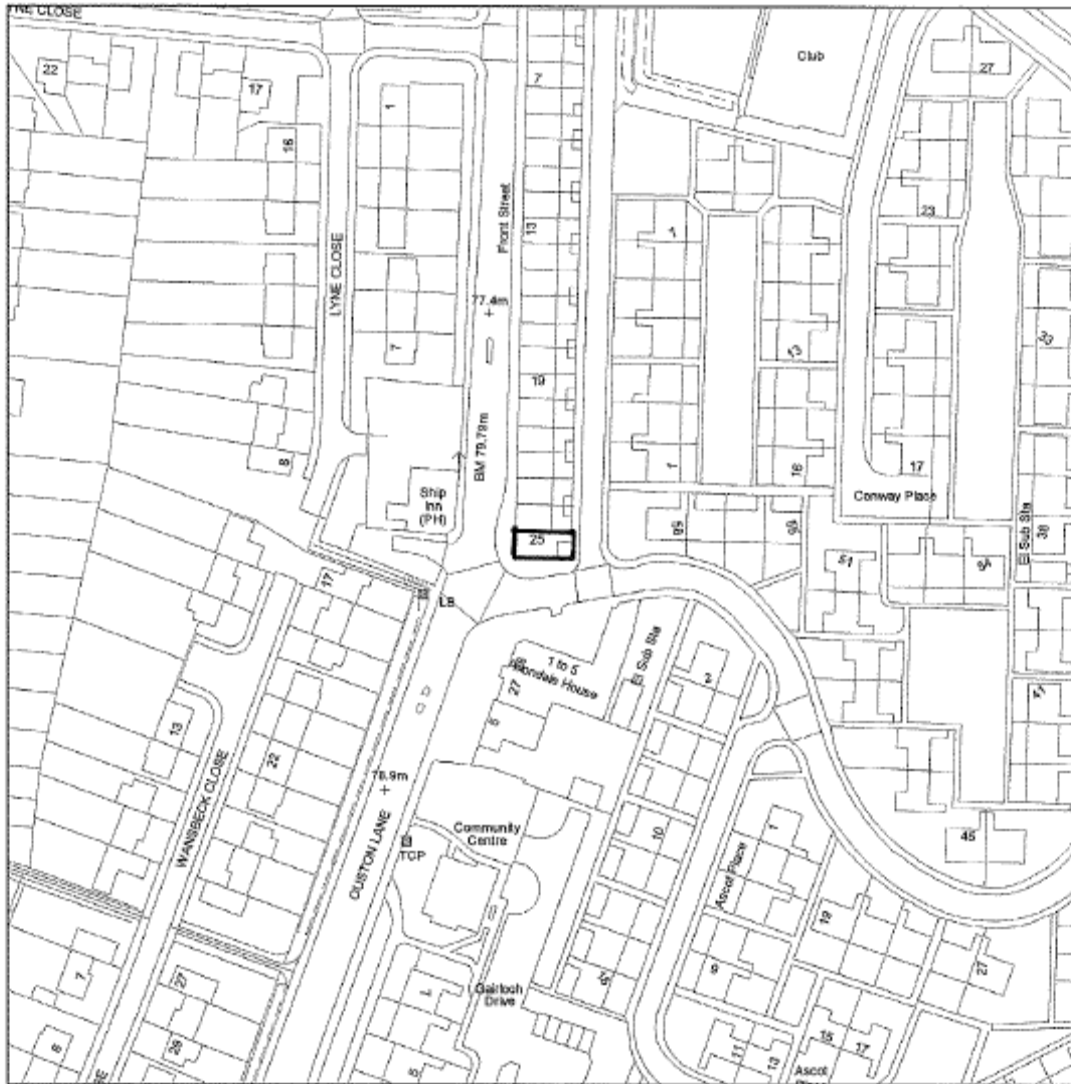 NE CLOSE
22
17
16
1
7
Club
27
LYNE CLOSE
Front Street
13
77.4m
7
19
8
BM 79.79m
Ship
Inn
(PH)
25
LB
23
13
1
16
33
17
Conway Place
El Sub Sta
38
17
51
1 to 5
27
El Sub Sta
2
13
22
WANSBECK CLOSE
78.9m
OUSTON LANE
TCP
Community
Centre
10
1
Ascot Place
45
41
19
9
27
7
27
1
Gairloch
Drive
8
28
11
13
15
17
Ascot